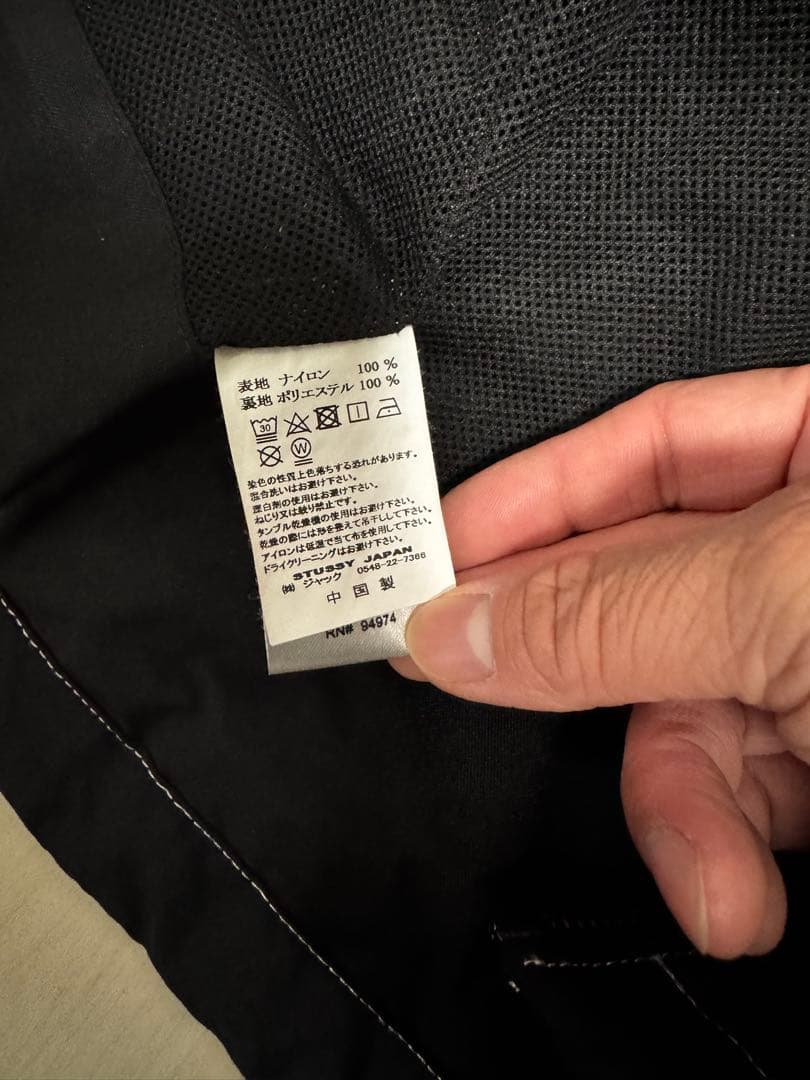 表地 ナイロン 100 %
裏地 ポリエステル 100 %
30
W
染色の性質上色落ちする恐れがあります。
混合洗いはお避け下さい。
漂白剤の使用はお避け下さい。
ねじり又は絞り禁止です。
タンブル乾燥機の使用はお避け下さい。
乾燥の際には形を整えて吊干しして下さい。
アイロンは低温で当て布を使用して下さい。
ドライクリーニングはお避け下さい。
STUSSY JAPAN
㈱ ジャック 0548-22-7366
中 国 製
RN# 94974